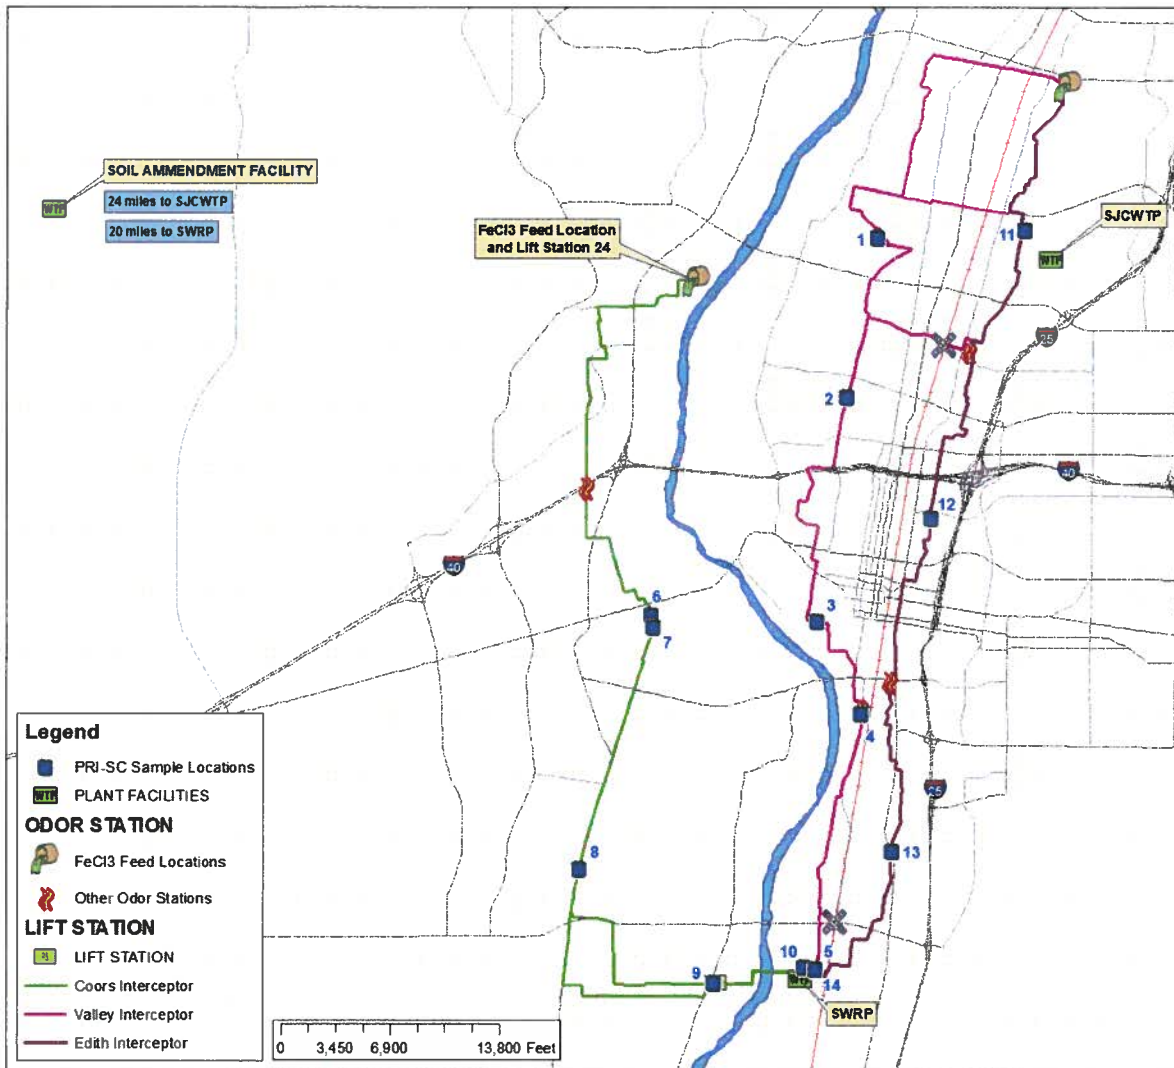 SOIL AMMENDMENT FACILITY
WTP
24 miles to SJCWTP
20 miles to SWRP
FeCl3 Feed Location
and Lift Station 24
SJCWTP
WTP
1
11
25
2
40
12
40
6
7
3
4
25
8
13
9
10
5
14
WTP
SWRP
Legend
PRI-SC Sample Locations
WTP PLANT FACILITIES
ODOR STATION
FeCl3 Feed Locations
Other Odor Stations
LIFT STATION
LIFT STATION
Coors Interceptor
Valley Interceptor
Edith Interceptor
0 3,450 6,900 13,800 Feet